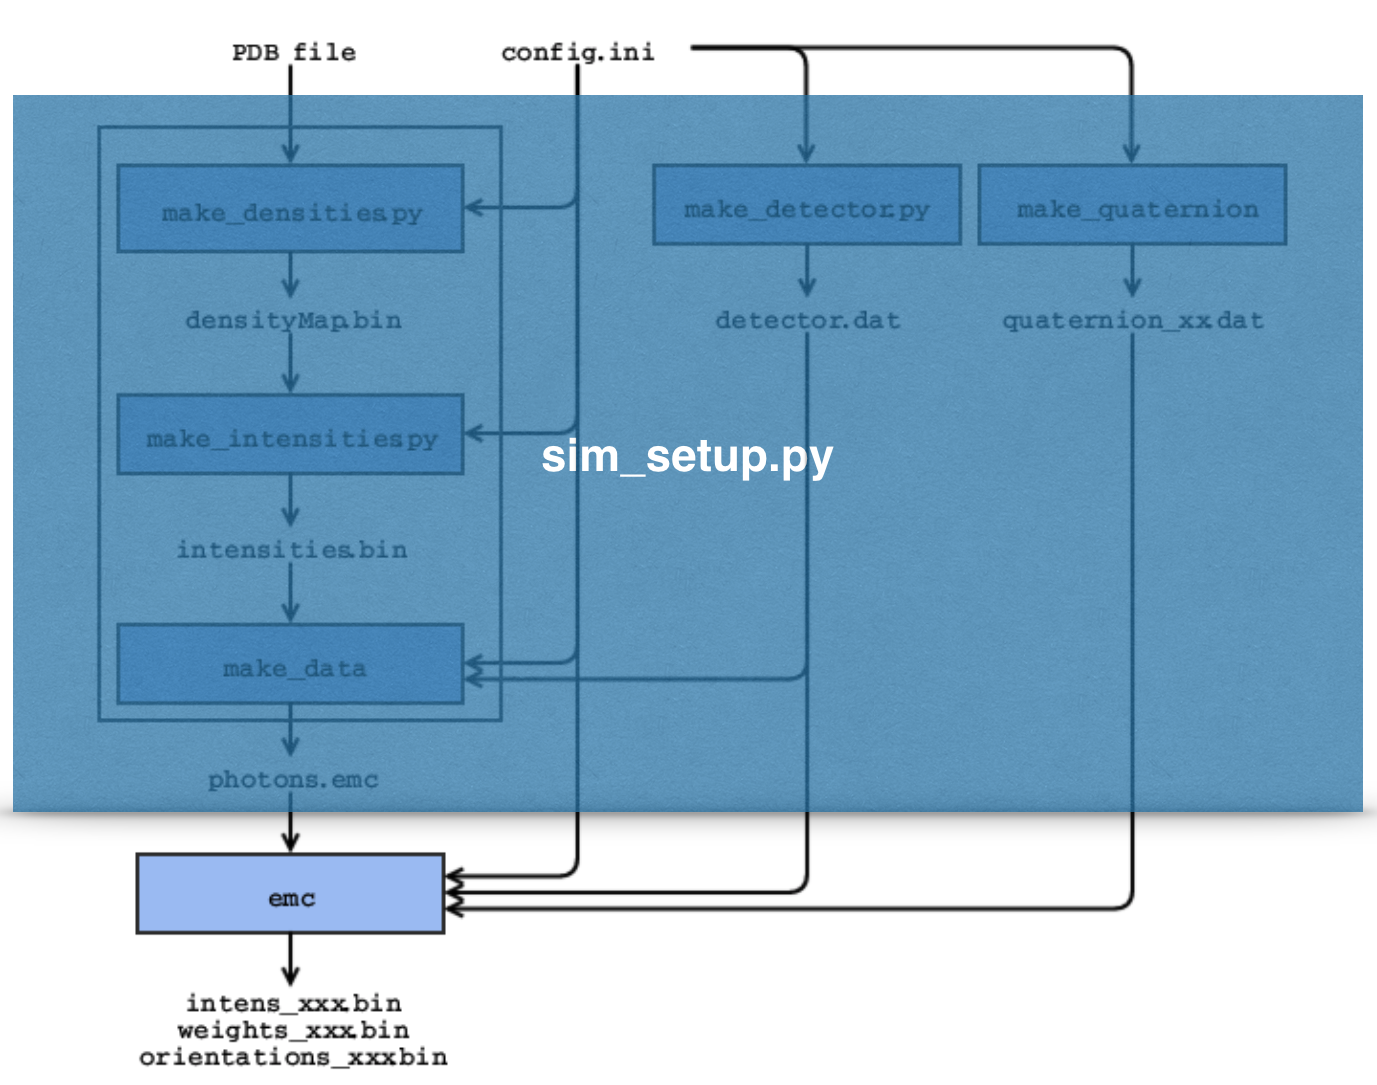 PDB file
config.ini
make_densities.py
make_detector.py
make_quaternion
densityMap.bin
detector.dat
quaternion_xx.dat
make_intensities.py
sim_setup.py
intensities.bin
make_data
photons.emc
emc
intens_xxx.bin
weights_xxx.bin
orientations_xxx.bin